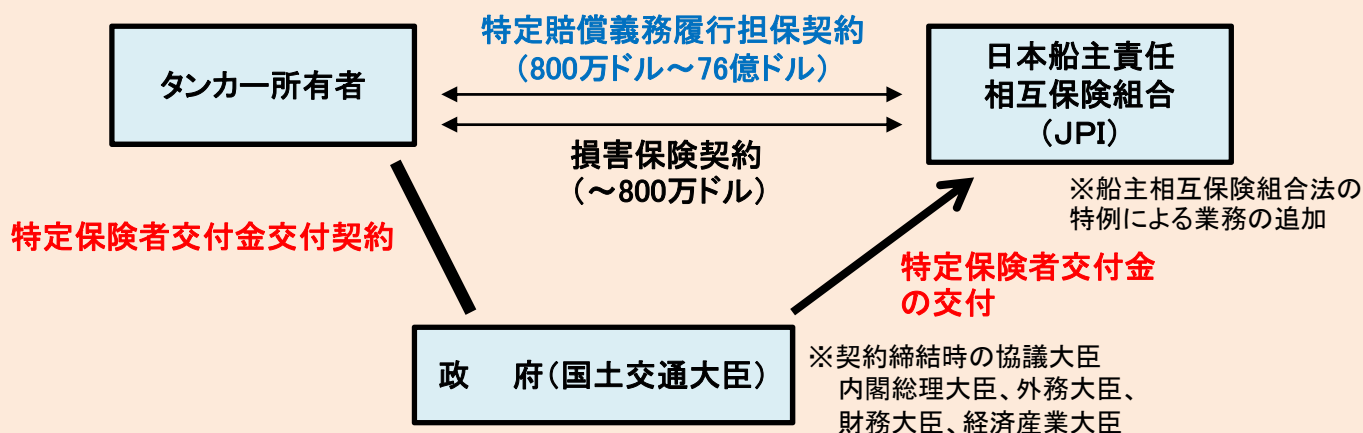 特定賠償義務履行担保契約
(800万ドル～76億ドル)
タンカー所有者
日本船主責任
相互保険組合
(JPI)
損害保険契約
(～800万ドル)
※船主相互保険組合法の
特例による業務の追加
特定保険者交付金交付契約
特定保険者交付金
の交付
政　府(国土交通大臣)
※契約締結時の協議大臣
内閣総理大臣、外務大臣、
財務大臣、経済産業大臣